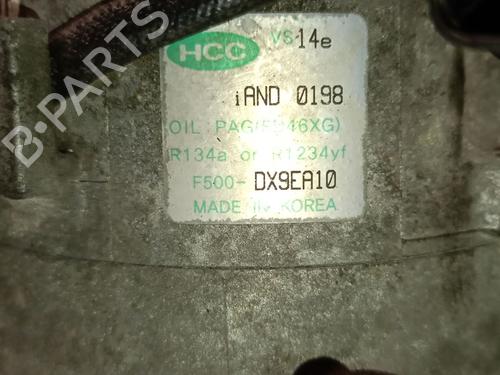 HCC VS14e
iAND 0198
OIL : PAG(FD46XG)
R134a or R1234yf
F500-DX9EA10
MADE IN KOREA
B-PARTS